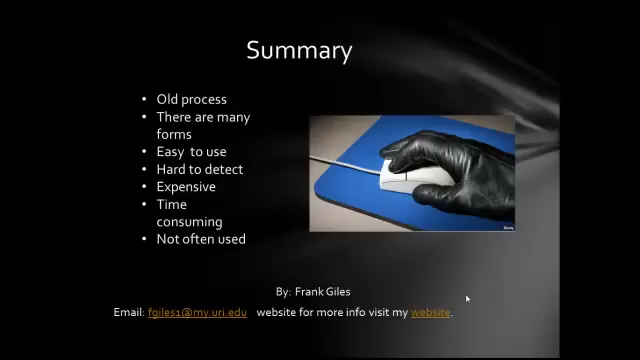 Summary
• Old process
• There are many
forms
• Easy to use
• Hard to detect
• Expensive
• Time
consuming
• Not often used
By: Frank Giles
Email: fgiles1@my.uri.edu website for more info visit my website.